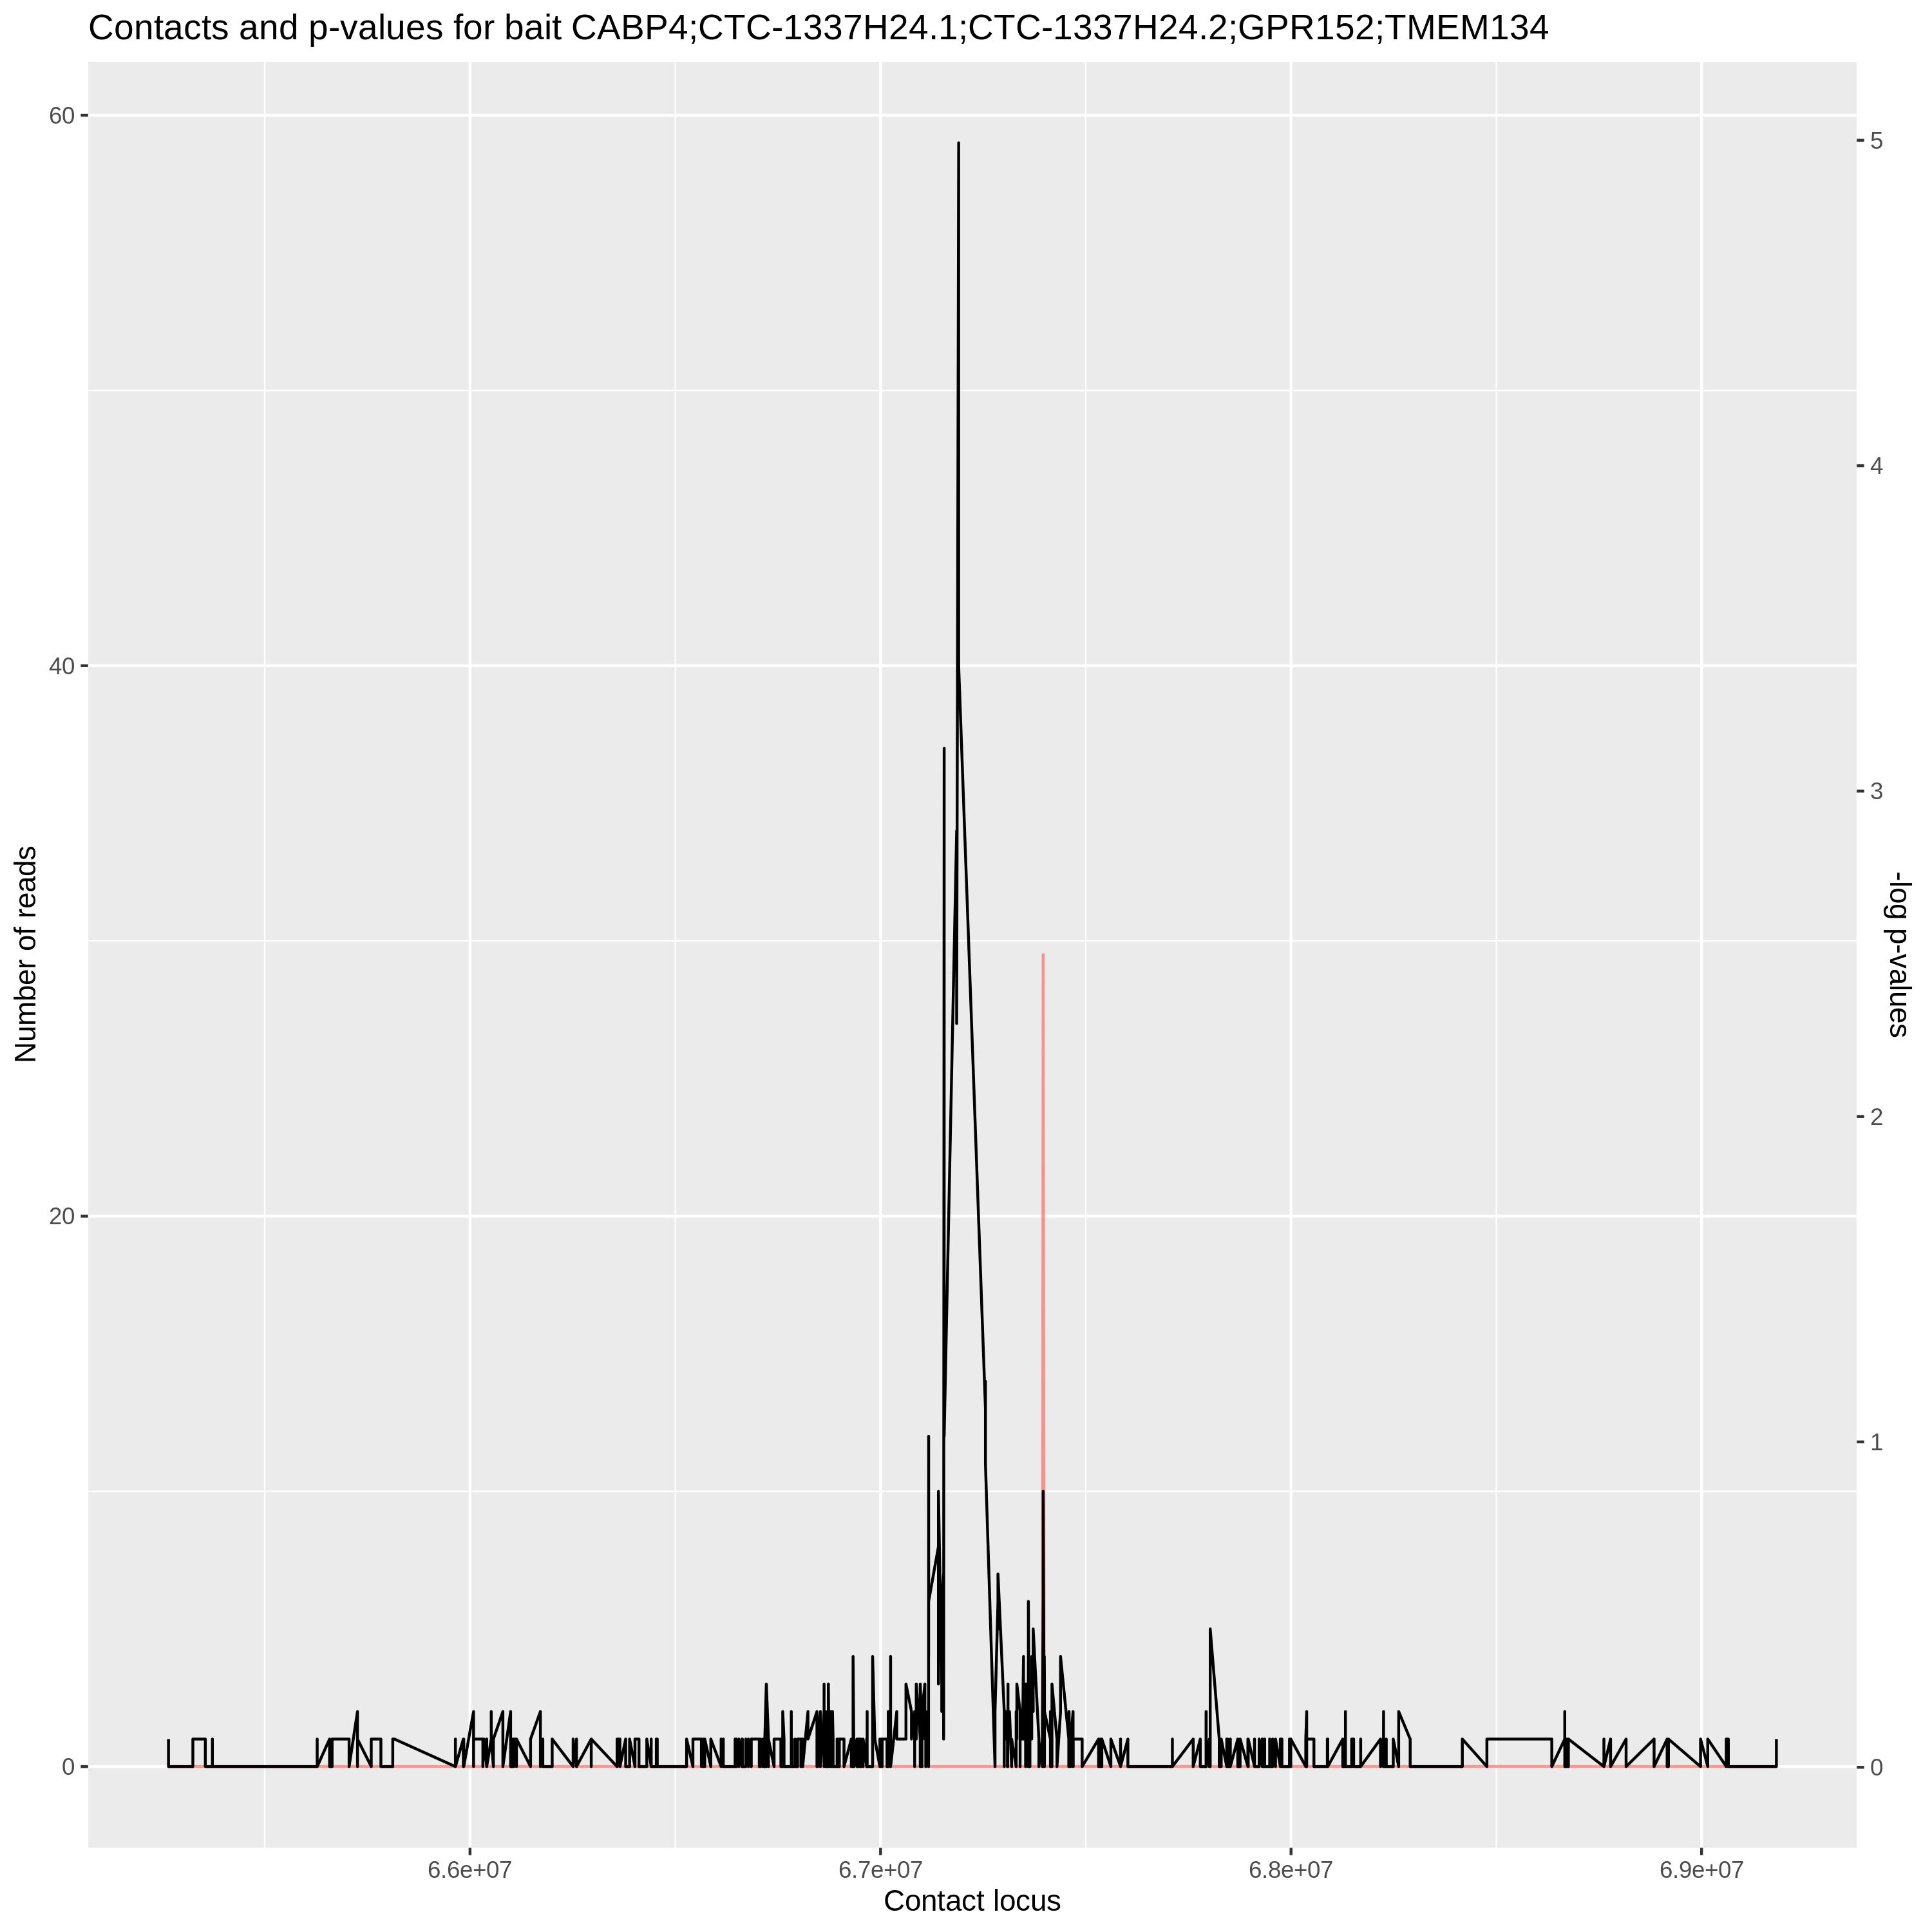 Contacts and p-values for bait CABP4;CTC-1337H24.1;CTC-1337H24.2;GPR152;TMEM134
60
40
20
0
Number of reads
5
4
3
2
1
0
-log p-values
6.6e+07 6.7e+07 6.8e+07 6.9e+07
Contact locus